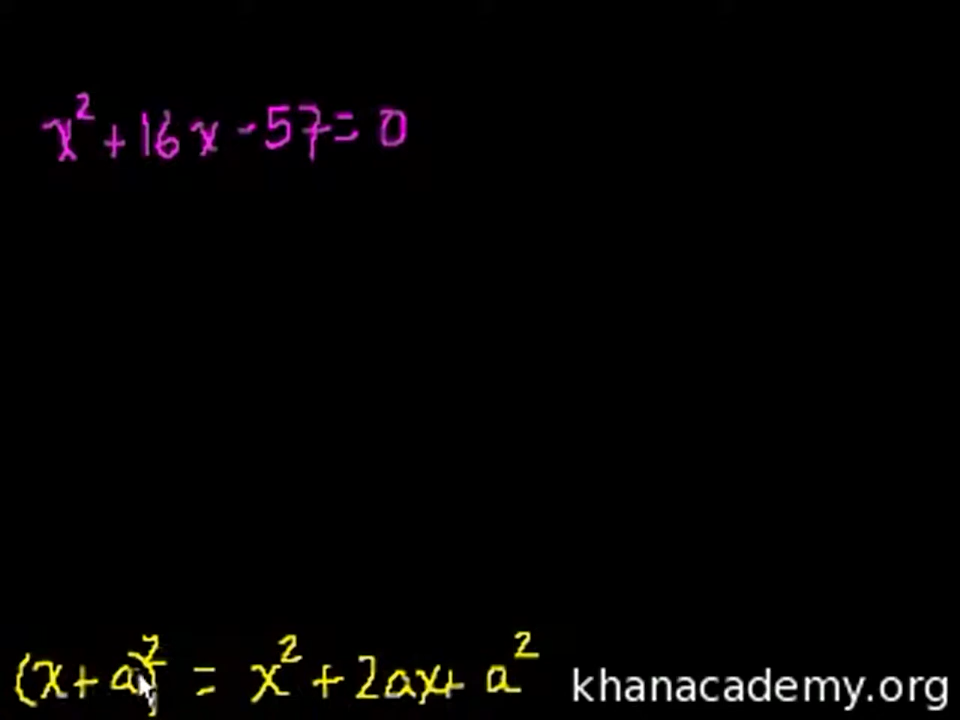 x² + 16x - 57 = 0
(x + a)² = x² + 2ax + a²
khanacademy.org